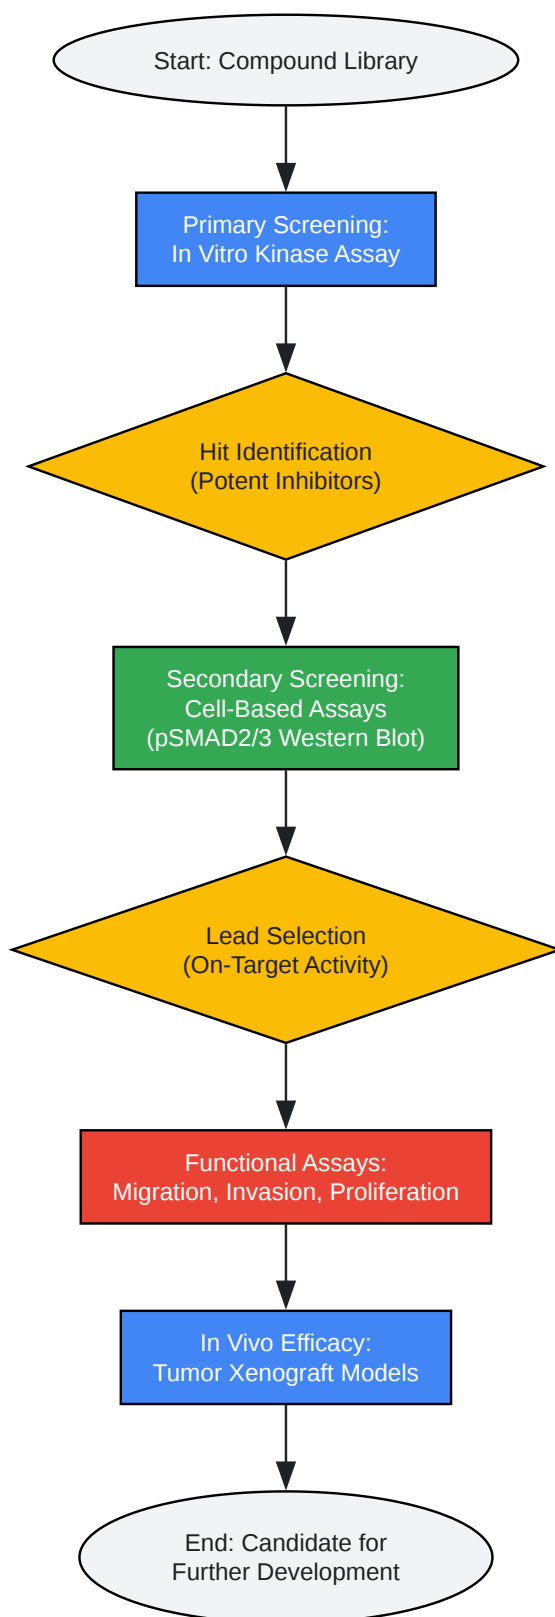 Start: Compound Library
Primary Screening:
In Vitro Kinase Assay
Hit Identification
(Potent Inhibitors)
Secondary Screening:
Cell-Based Assays
(pSMAD2/3 Western Blot)
Lead Selection
(On-Target Activity)
Functional Assays:
Migration, Invasion, Proliferation
In Vivo Efficacy:
Tumor Xenograft Models
End: Candidate for
Further Development